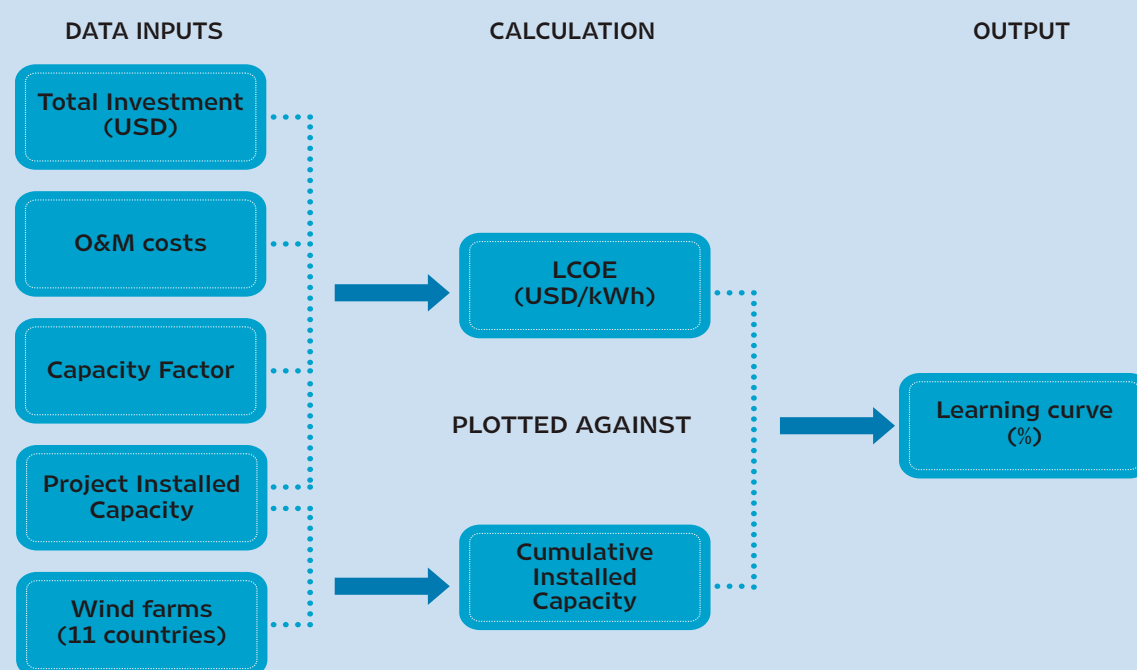 DATA INPUTS
CALCULATION
OUTPUT
Total Investment
(USD)
O&M costs
Capacity Factor
Project Installed
Capacity
Wind farms
(11 countries)
LCOE
(USD/kWh)
PLOTTED AGAINST
Cumulative
Installed
Capacity
Learning curve
(%)